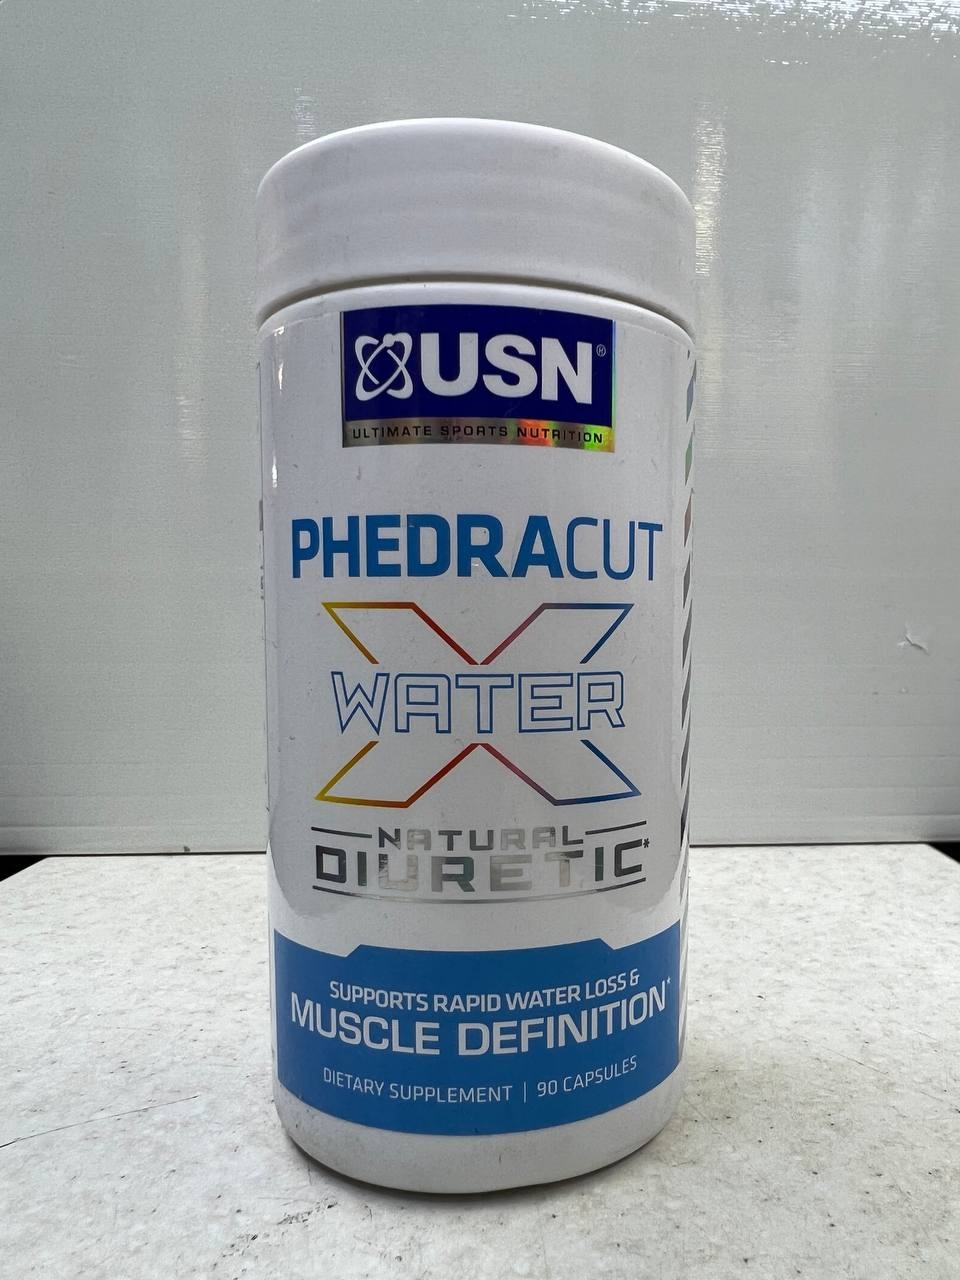 USN®
ULTIMATE SPORTS NUTRITION
PHEDRACUT
X
WATER
NATURAL
DIURETIC*
SUPPORTS RAPID WATER LOSS &
MUSCLE DEFINITION*
DIETARY SUPPLEMENT | 90 CAPSULES